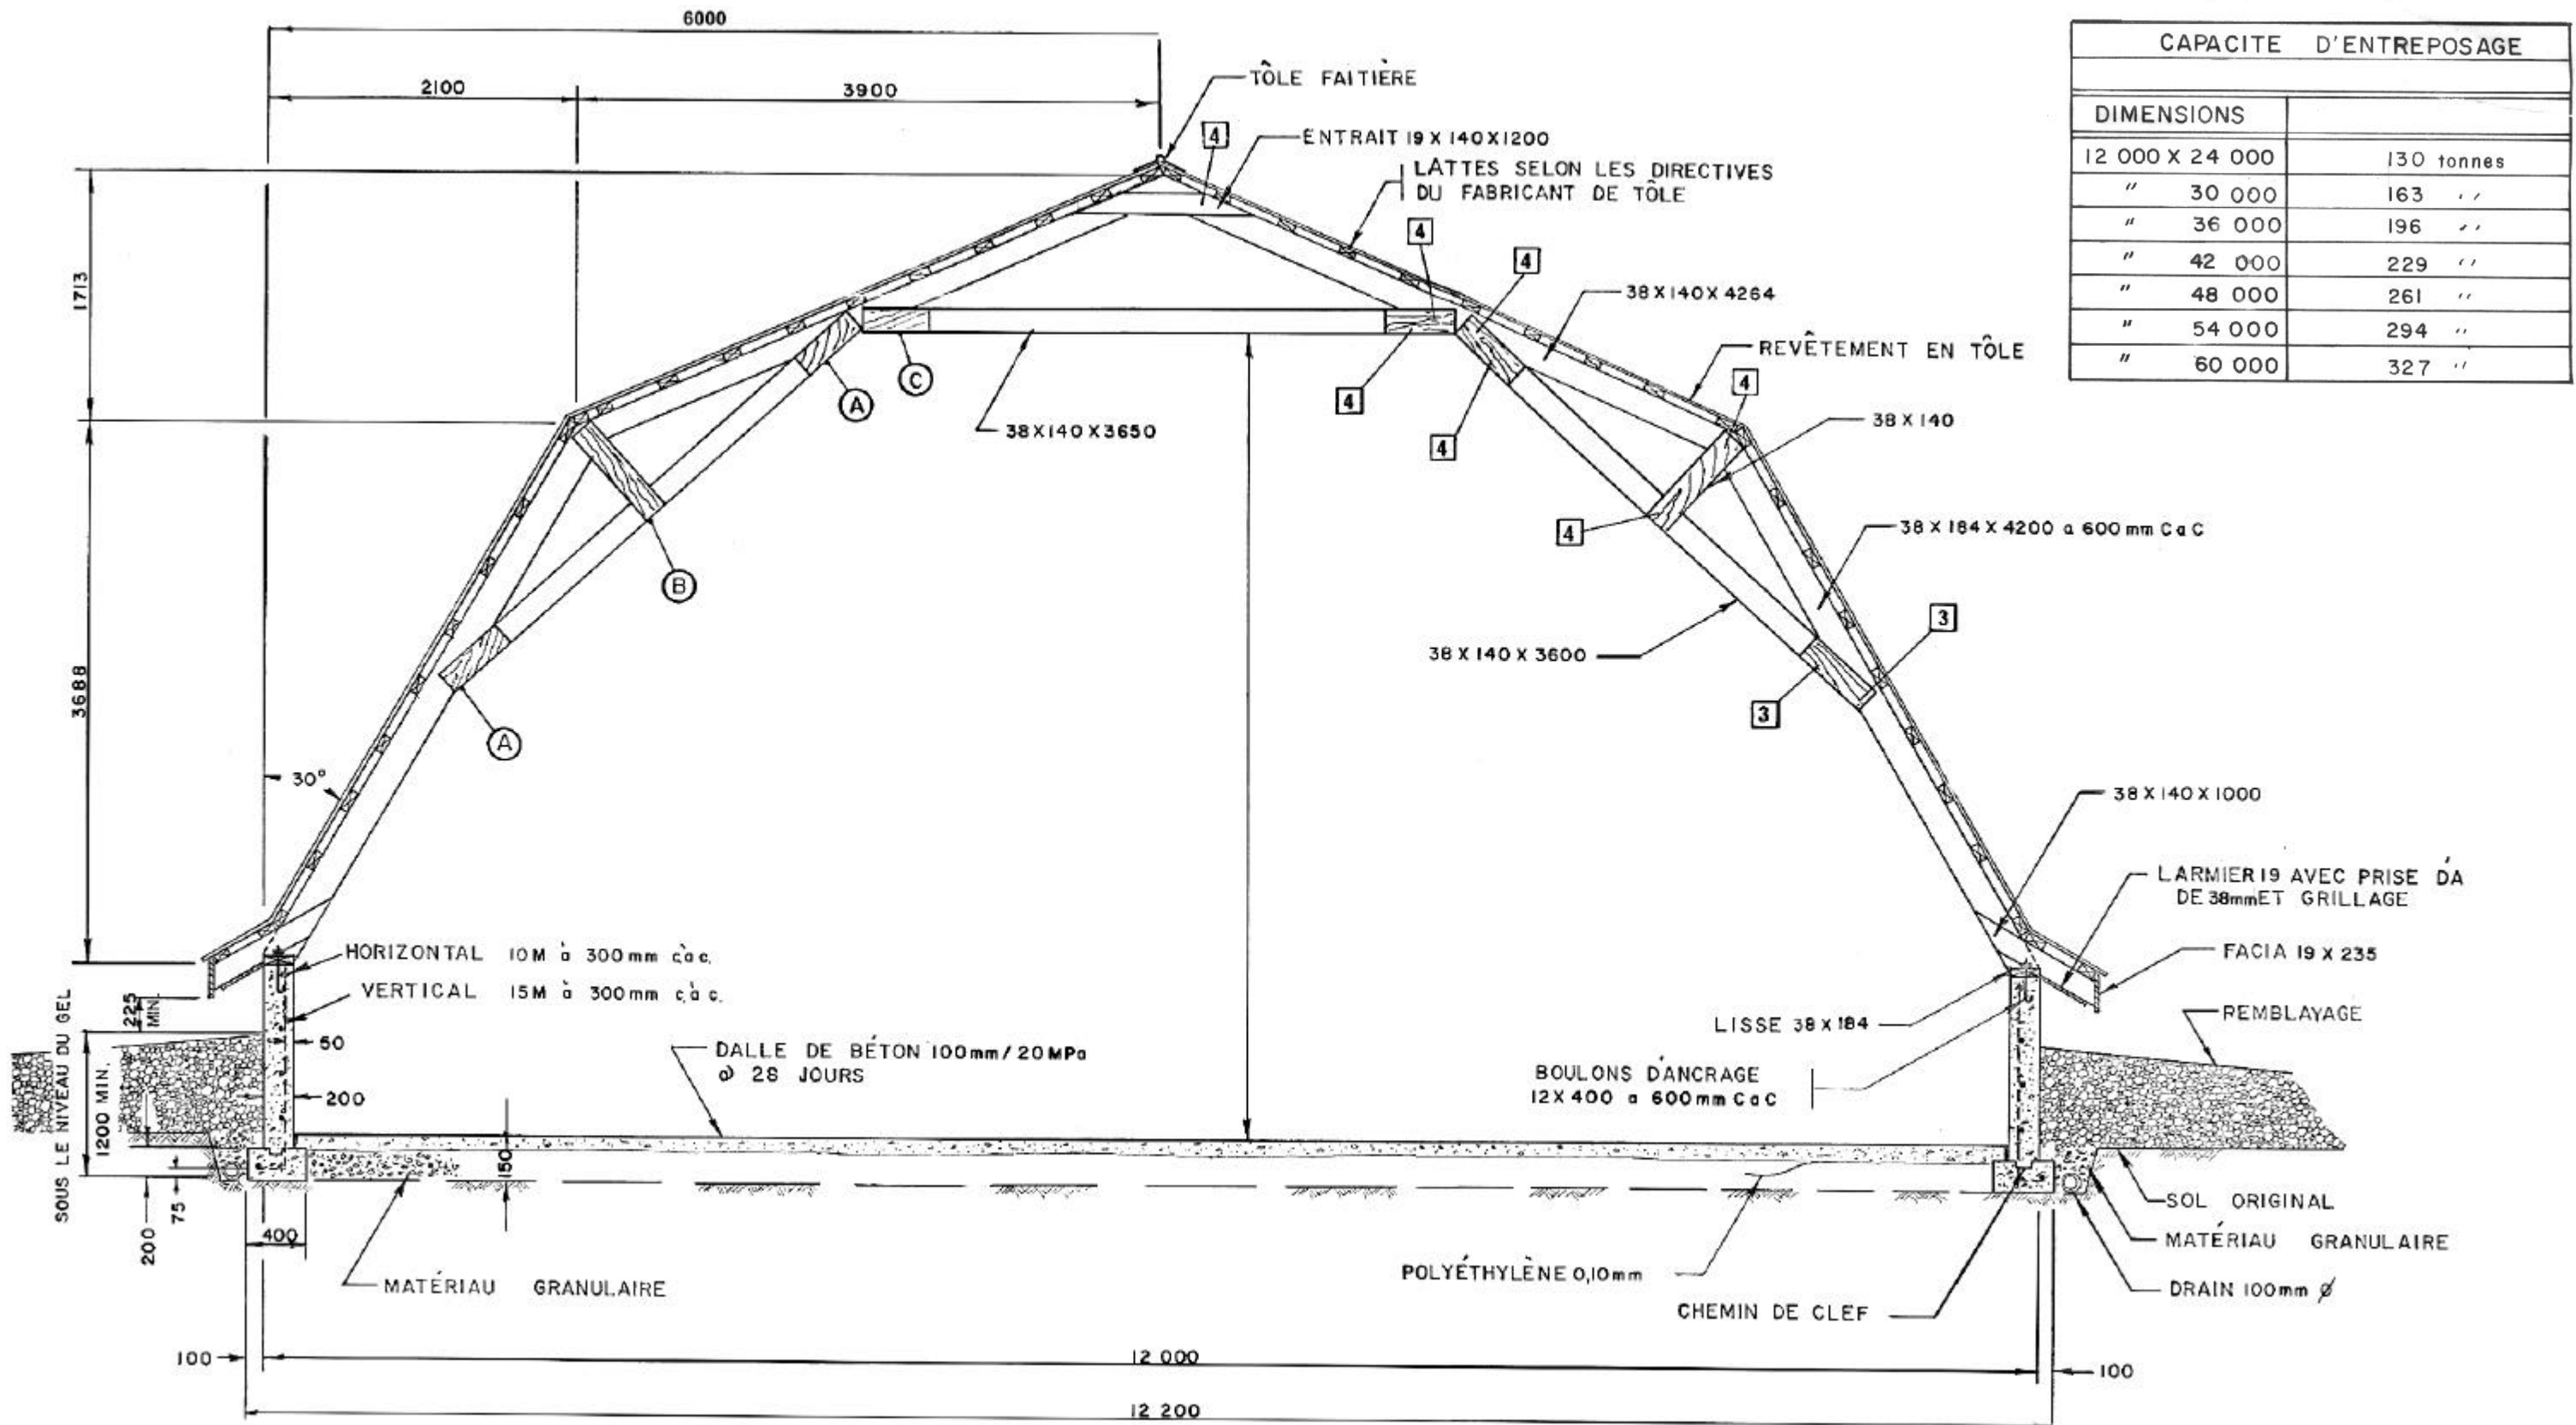 6000
2100
3900
TÔLE FAITIÈRE
4
ENTRAIT 19 X 140 X 1200
LATTES SELON LES DIRECTIVES
DU FABRICANT DE TÔLE
4
4
38 X 140 X 4264
REVÊTEMENT EN TÔLE
4
38 X 140
1713
C
A
38 X 140 X 3650
4
4
4
38 X 184 X 4200 a 600 mm C a C
B
3688
A
38 X 140 X 3600
3
3
30°
38 X 140 X 1000
LARMIER 19 AVEC PRISE D'A
DE 38mm ET GRILLAGE
FACIA 19 X 235
REMBLAYAGE
HORIZONTAL 10M à 300 mm c.à c.
VERTICAL 15M à 300 mm c.à c.
225
MIN.
SOUS LE NIVEAU DU GEL
1200 MIN.
50
200
DALLE DE BÉTON 100mm/20 MPa
@ 28 JOURS
LISSE 38 X 184
BOULONS D'ANCRAGE
12 X 400 a 600mm C a C
150
75
200
400
MATÉRIAU GRANULAIRE
POLYÉTHYLÈNE 0,10mm
CHEMIN DE CLEF
SOL ORIGINAL
MATÉRIAU GRANULAIRE
DRAIN 100mm Ø
100
12 000
100
12 200
CAPACITE D'ENTREPOSAGE
DIMENSIONS
12 000 X 24 000 130 tonnes
" 30 000 163 "
" 36 000 196 "
" 42 000 229 "
" 48 000 261 "
" 54 000 294 "
" 60 000 327 "